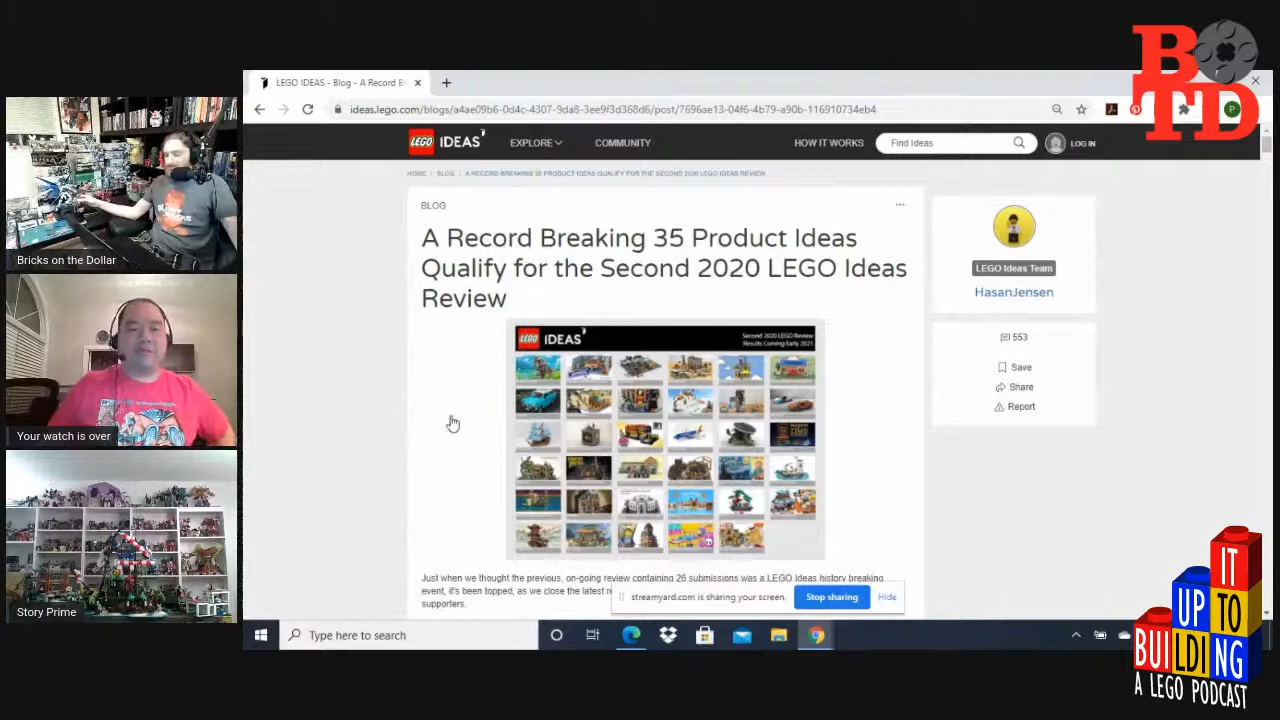 B TD
LEGO IDEAS - Blog - A Record Br
ideas.lego.com/blogs/a4ae09b6-0d4c-4307-9da8-3ee9f3d368d6/post/7696ae13-04f6-4b79-a90b-116910734eb4
P
LEGO IDEAS
EXPLORE
COMMUNITY
HOW IT WORKS
Find Ideas
LOG IN
HOME BLOG A RECORD BREAKING 35 PRODUCT IDEAS QUALIFY FOR THE SECOND 2020 LEGO IDEAS REVIEW
BLOG
A Record Breaking 35 Product Ideas
Qualify for the Second 2020 LEGO Ideas
Review
LEGO Ideas Team
HasanJensen
553
Save
Share
Report
LEGO IDEAS
Second 2020 LEGO Review
Results Coming Early 2021
Just when we thought the previous, on-going review containing 26 submissions was a LEGO Ideas history breaking
event, it's been topped, as we close the latest
supporters.
streamyard.com is sharing your screen.
Stop sharing
Hide
Type here to search
Bricks on the Dollar
Your watch is over
Story Prime
IT
UP TO
BUILDING
A LEGO PODCAST